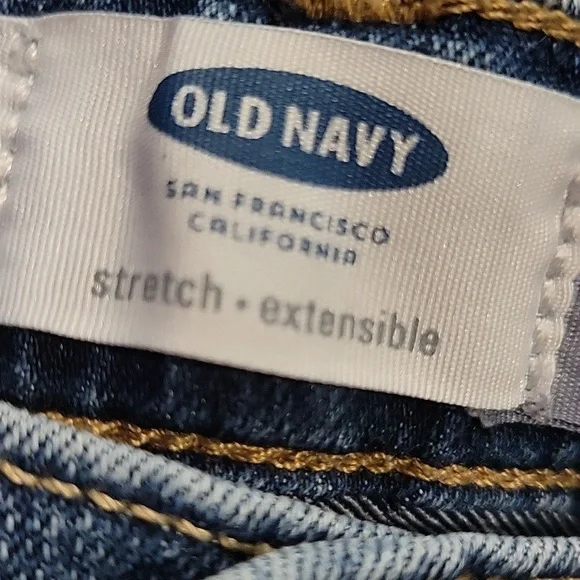 OLD NAVY
SAN FRANCISCO
CALIFORNIA
stretch • extensible